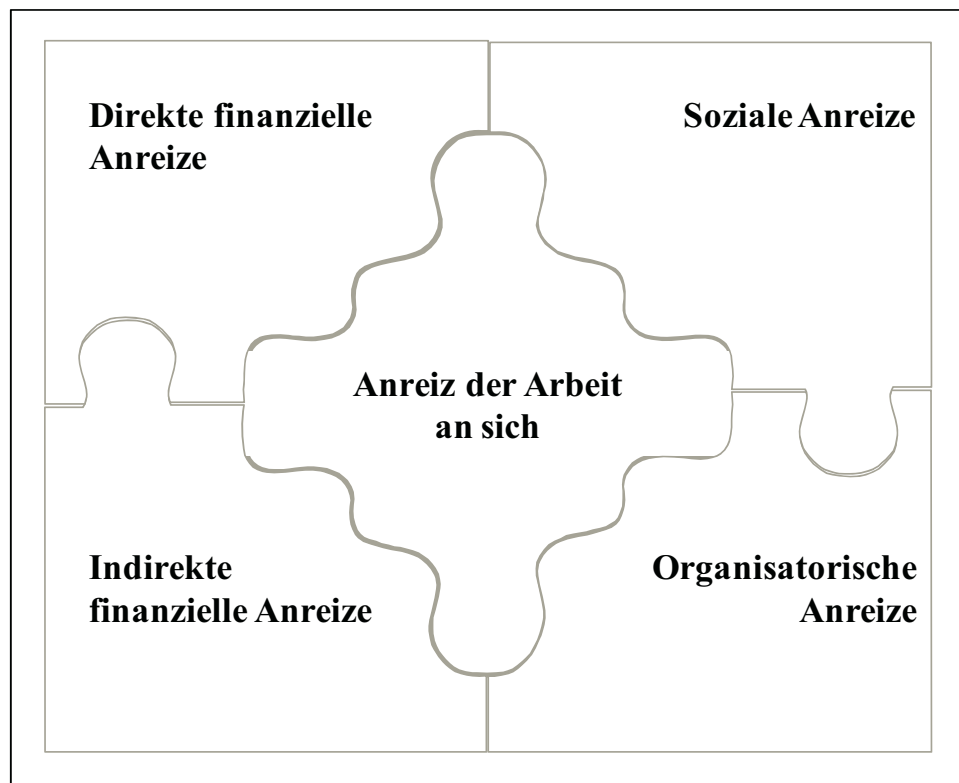 Direkte finanzielle
Anreize
Soziale Anreize
Anreiz der Arbeit
an sich
Indirekte
finanzielle Anreize
Organisatorische
Anreize